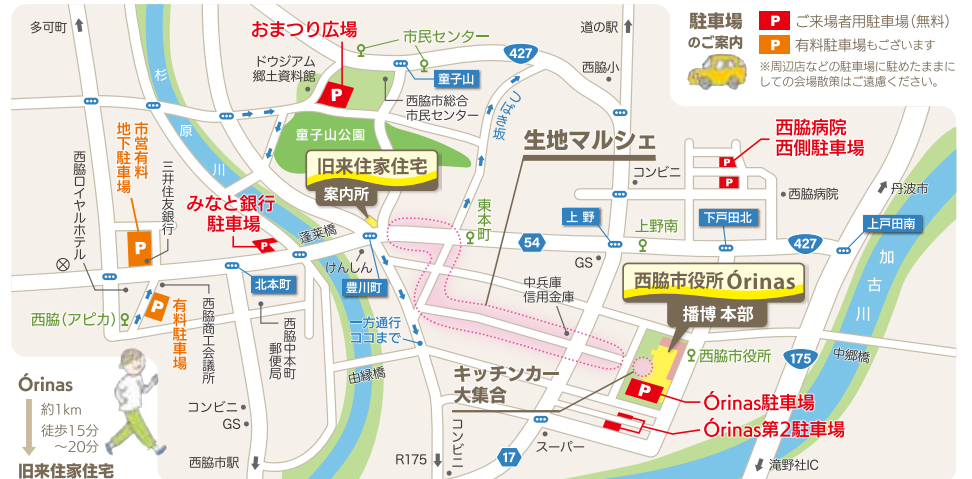 駐車場
のご案内
P ご来場者用駐車場(無料)
P 有料駐車場もございます
※周辺店などの駐車場に駐めたままに
しての会場散策はご遠慮ください。
多可町
おまつり広場
市民センター
427
道の駅
杉原川
ドウジアム
郷土資料館
童子山
西脇小
P
西脇市総合
市民センター
つなさき坂
童子山公園
生地マルシェ
西脇病院
西側駐車場
P
P
市営有料
地下駐車場
西脇ロイヤルホテル
三井住友銀行
旧来住家住宅
案内所
コンビニ
西脇病院
丹波市
みなと銀行
駐車場
P
東本町
上野
上野南
下戸田北
上戸田南
蓬莱橋
54
427
加古川
P
けんしん
GS
西脇市役所 Órinas
播博 本部
北本町
豊川町
中兵庫
信用金庫
P
西脇(アピカ)
有料駐車場
西脇商工会議所
西脇中本町
郵便局
一方通行
ココまで
西脇市役所
175
中郷橋
由緑橋
キッチンカー
大集合
P
Órinas駐車場
Órinas第2駐車場
Órinas
約1km
徒歩15分
~20分
旧来住家住宅
コンビニ
GS
西脇市駅
R175
コンビニ
17
スーパー
滝野社IC